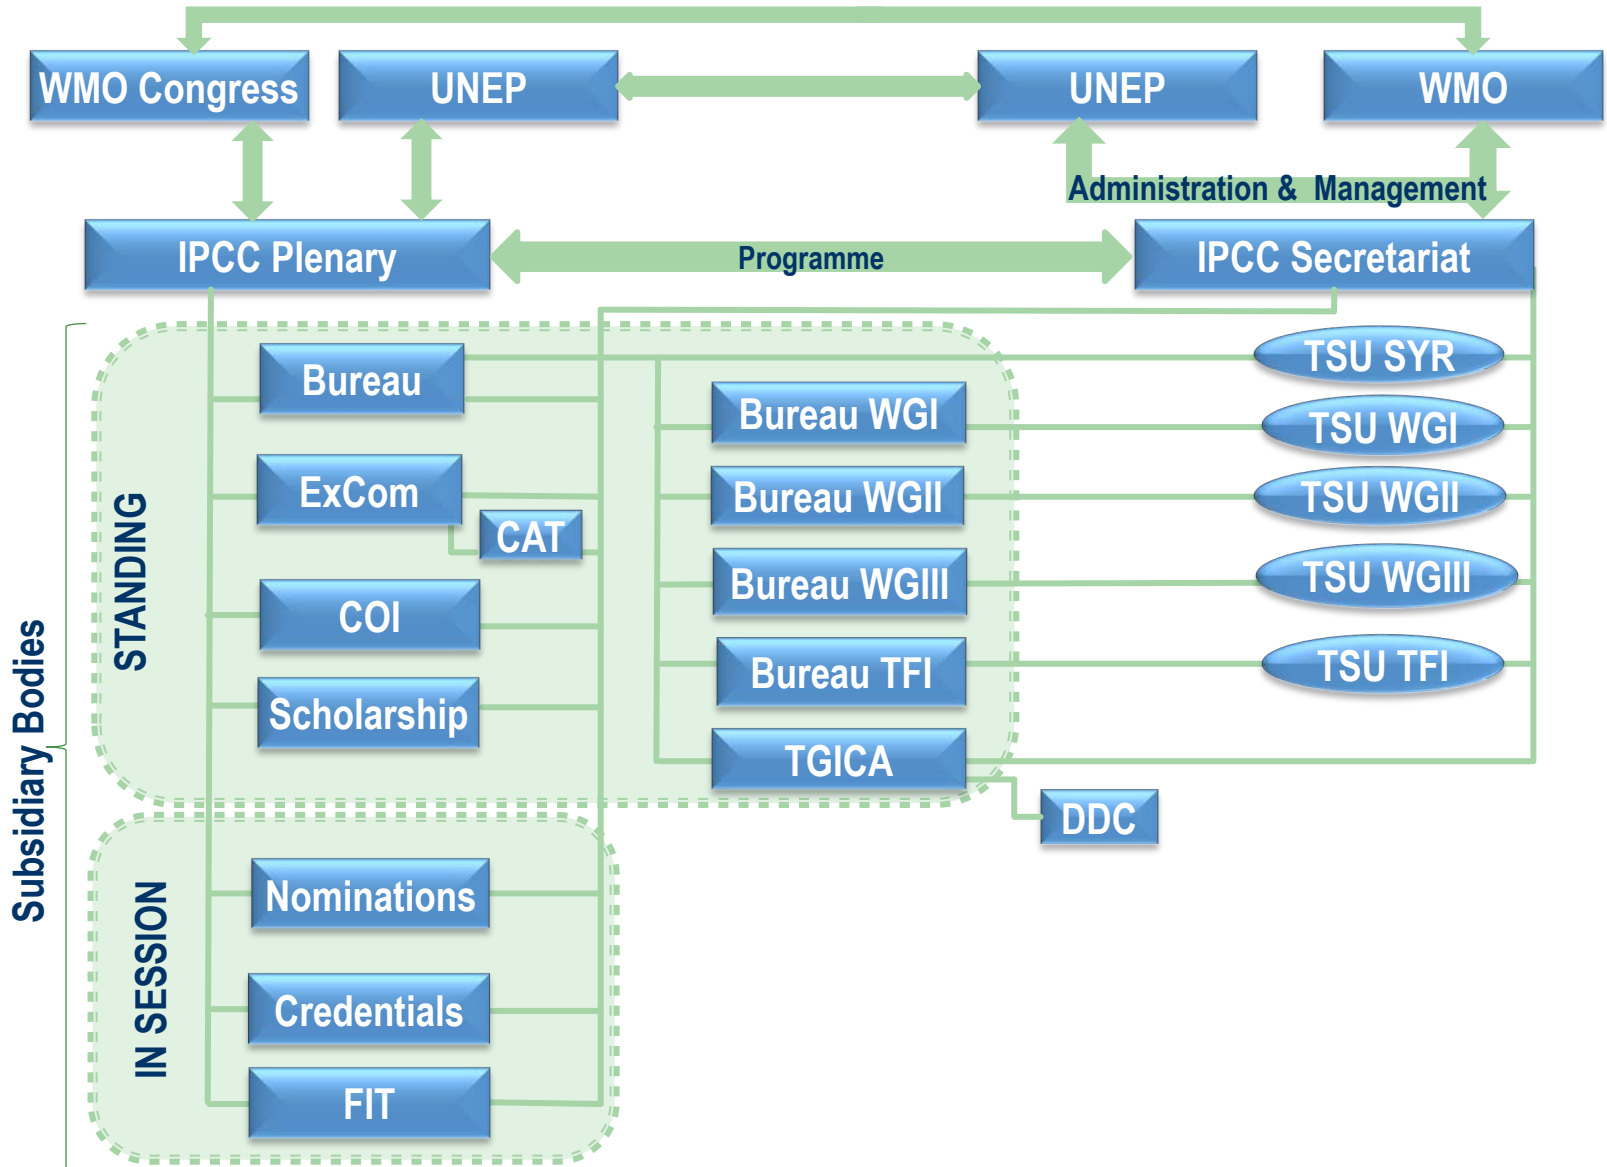 WMO Congress
UNEP
UNEP
WMO
Administration & Management
IPCC Plenary
Programme
IPCC Secretariat
Subsidiary Bodies
STANDING
Bureau
ExCom
CAT
COI
Scholarship
Bureau WGI
Bureau WGII
Bureau WGIII
Bureau TFI
TGICA
DDC
TSU SYR
TSU WGI
TSU WGII
TSU WGIII
TSU TFI
IN SESSION
Nominations
Credentials
FIT